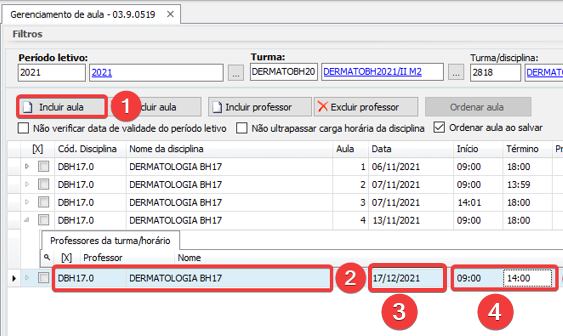 Gerenciamento de aula - 03.9.0519
Filtros
Período letivo: Turma: Turma/disciplina:
2021 2021 ... DERMATOBH20 DERMATOBH2021/II M2 ... 2818 DERMATO
Incluir aula 1 cluir aula Incluir professor Excluir professor Ordenar aula
Não verificar data de validade do período letivo Não ultrapassar carga horária da disciplina Ordenar aula ao salvar
[X] Cód. Disciplina Nome da disciplina Aula Data Início Término Pr
DBH17.0 DERMATOLOGIA BH17 1 06/11/2021 09:00 18:00
DBH17.0 DERMATOLOGIA BH17 2 07/11/2021 09:00 13:59
DBH17.0 DERMATOLOGIA BH17 3 07/11/2021 14:01 18:00
DBH17.0 DERMATOLOGIA BH17 4 13/11/2021 09:00 18:00
Professores da turma/horário
[X] Professor Nome
DBH17.0 DERMATOLOGIA BH17 2 17/12/2021 09:00 14:00
3 4